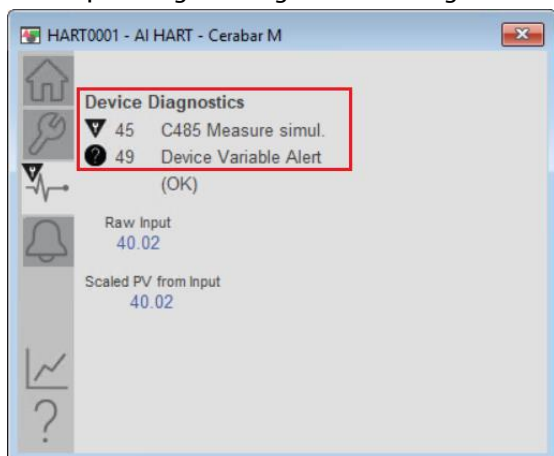 HART0001 - AI HART - Cerabar M
Device Diagnostics
45 C485 Measure simul.
? 49 Device Variable Alert
(OK)
Raw Input
40.02
Scaled PV from Input
40.02
?